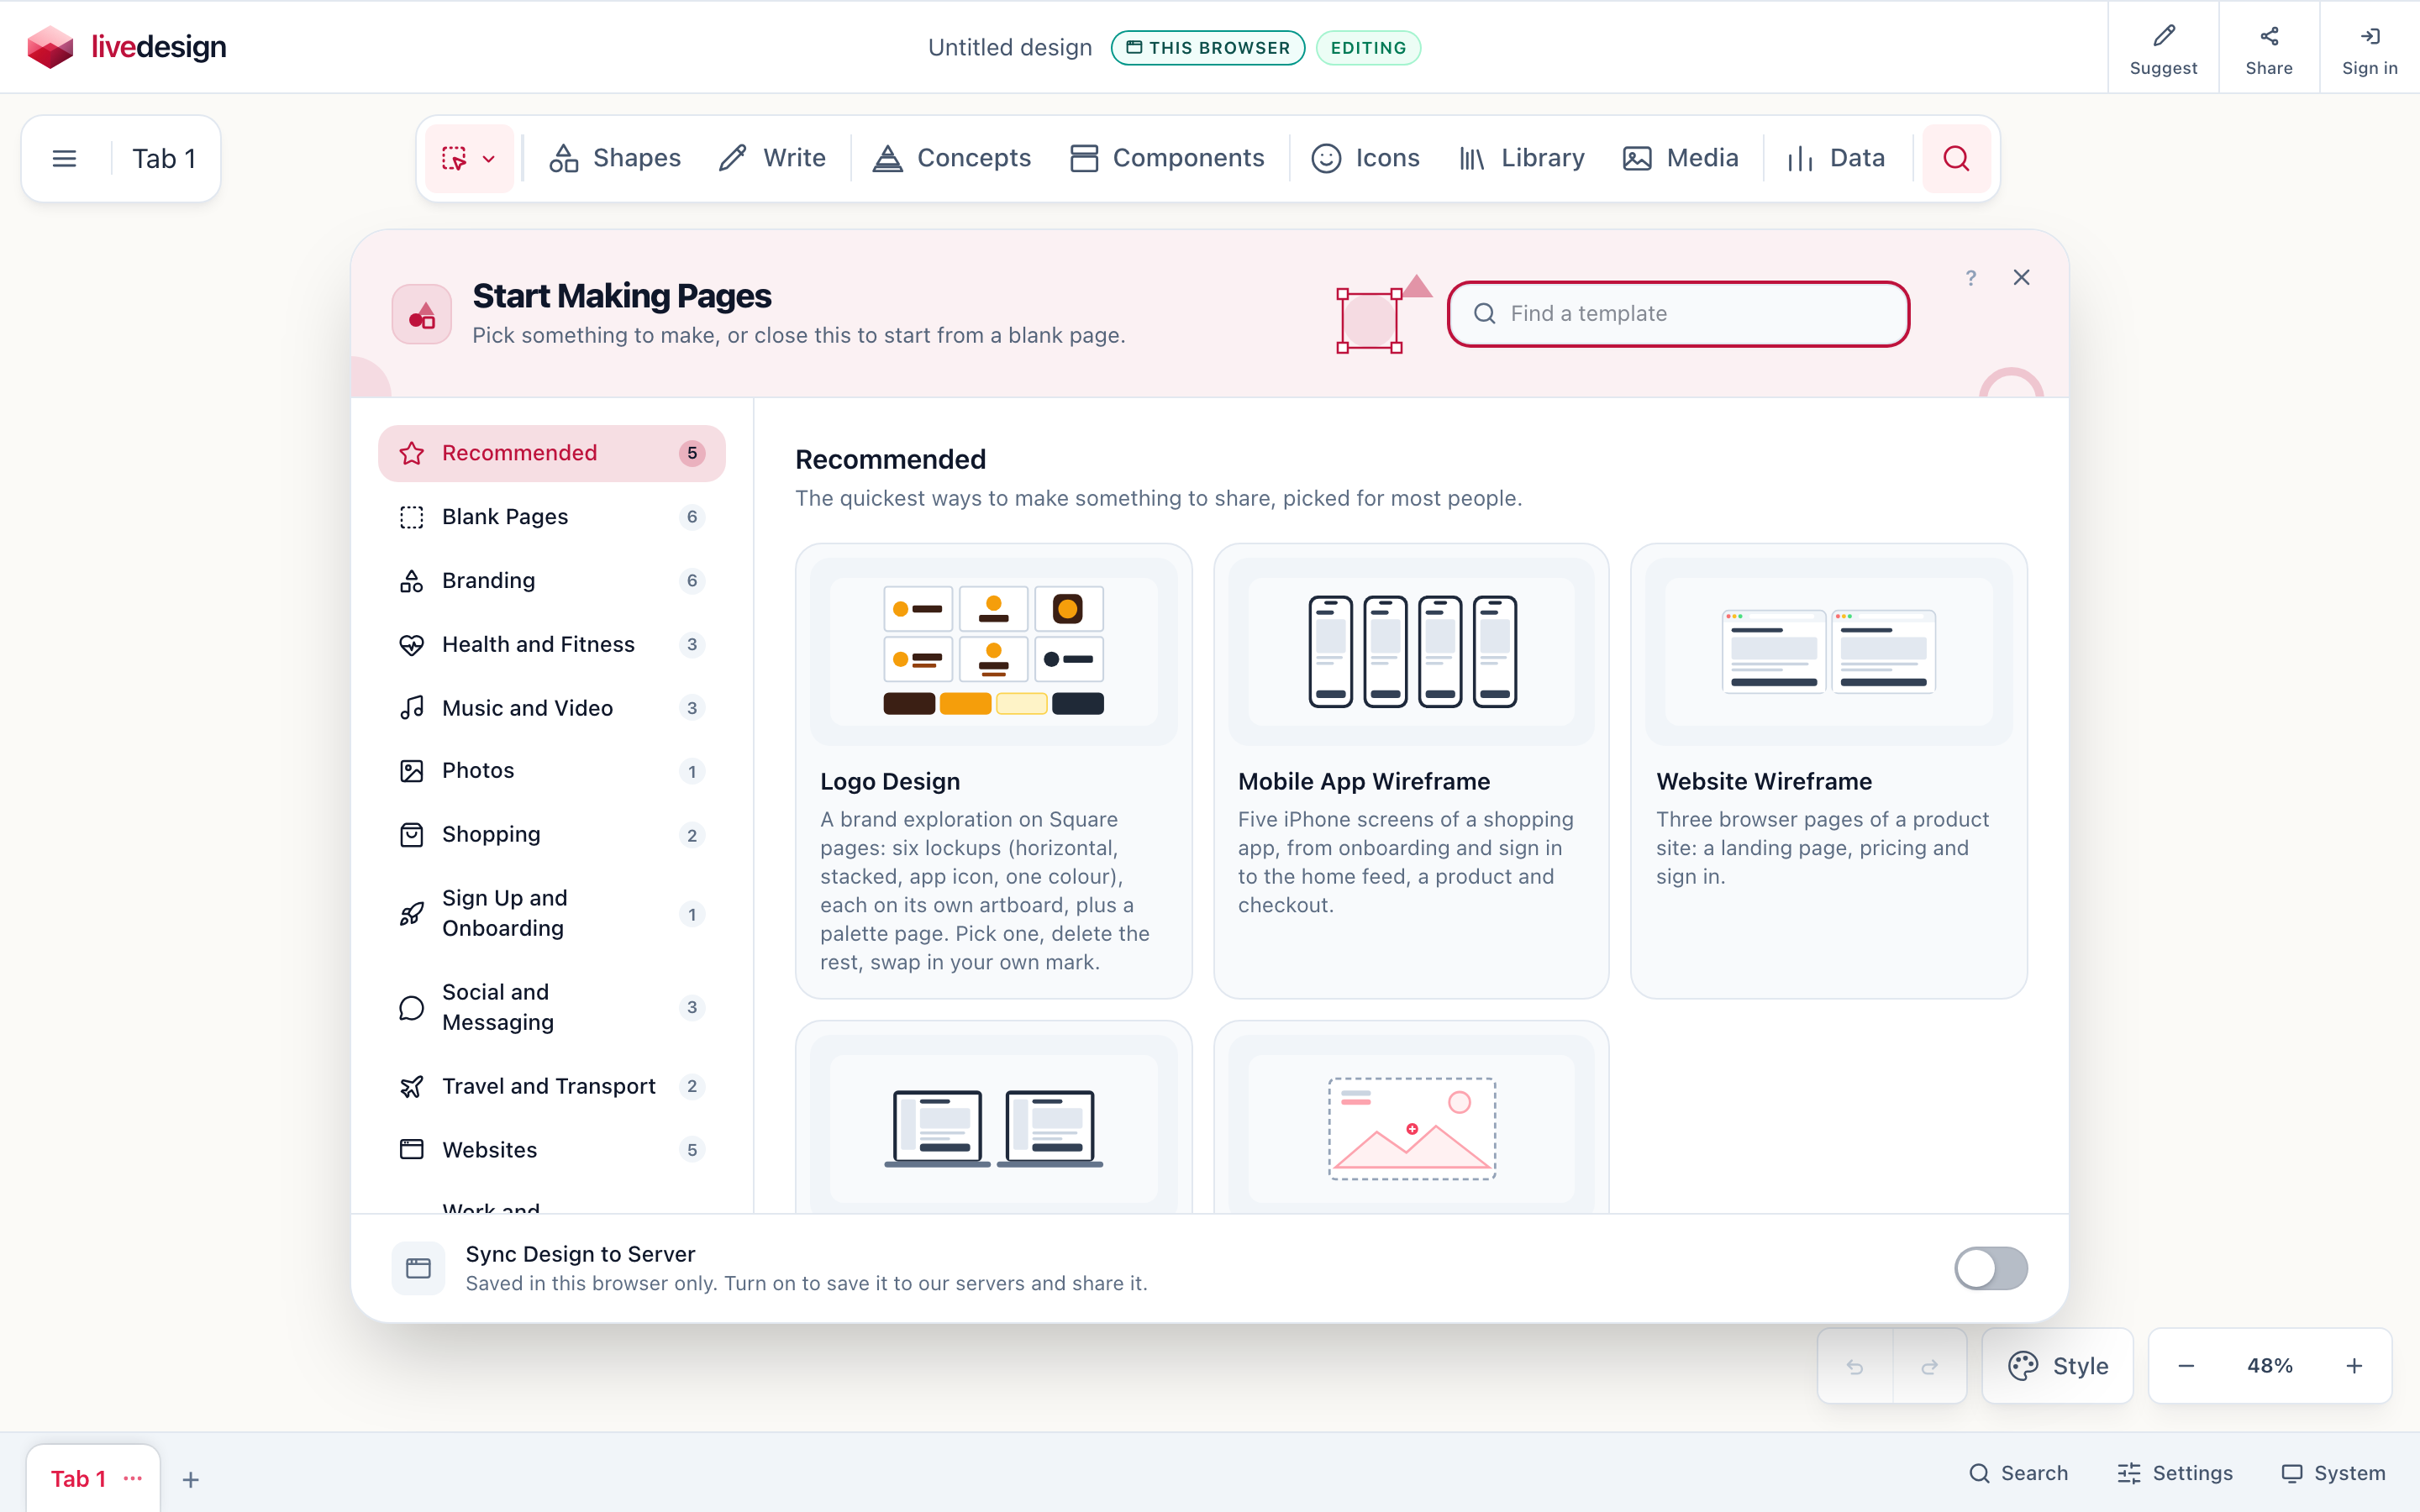 livedesign
Untitled design
THIS BROWSER
EDITING
Suggest
Share
Sign in
Tab 1
Shapes
Write
Concepts
Components
Icons
Library
Media
Data
Start Making Pages
Pick something to make, or close this to start from a blank page.
Find a template
?
Recommended 5
Blank Pages 6
Branding 6
Health and Fitness 3
Music and Video 3
Photos 1
Shopping 2
Sign Up and
Onboarding 1
Social and
Messaging 3
Travel and Transport 2
Websites 5
Work and
Recommended
The quickest ways to make something to share, picked for most people.
Logo Design
A brand exploration on Square
pages: six lockups (horizontal,
stacked, app icon, one colour),
each on its own artboard, plus a
palette page. Pick one, delete the
rest, swap in your own mark.
Mobile App Wireframe
Five iPhone screens of a shopping
app, from onboarding and sign in
to the home feed, a product and
checkout.
Website Wireframe
Three browser pages of a product
site: a landing page, pricing and
sign in.
Sync Design to Server
Saved in this browser only. Turn on to save it to our servers and share it.
Style
48%
Tab 1
Search
Settings
System